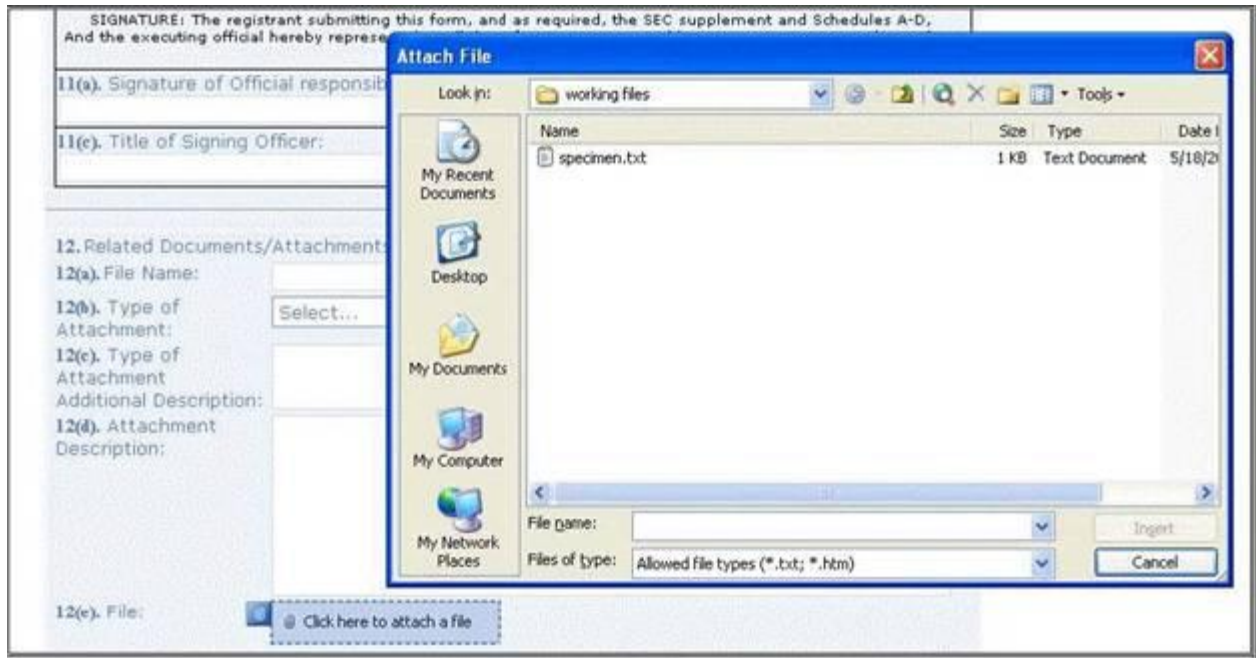 SIGNATURE: The registrant submitting this form, and as required, the SEC supplement and Schedules A-D,
And the executing official hereby represe
11(a). Signature of Official responsib
11(c). Title of Signing Officer:
12. Related Documents/Attachments
12(a). File Name:
12(b). Type of
Attachment:
Select...
12(c). Type of
Attachment
Additional Description:
12(d). Attachment
Description:
12(e). File:
Click here to attach a file
Attach File
Look in:
working files
Tools
My Recent
Documents
Desktop
My Documents
My Computer
My Network
Places
Name Size Type Date
specimen.txt 1 KB Text Document 5/18/20
File name:
Insert
Files of type:
Allowed file types (*.txt; *.htm)
Cancel